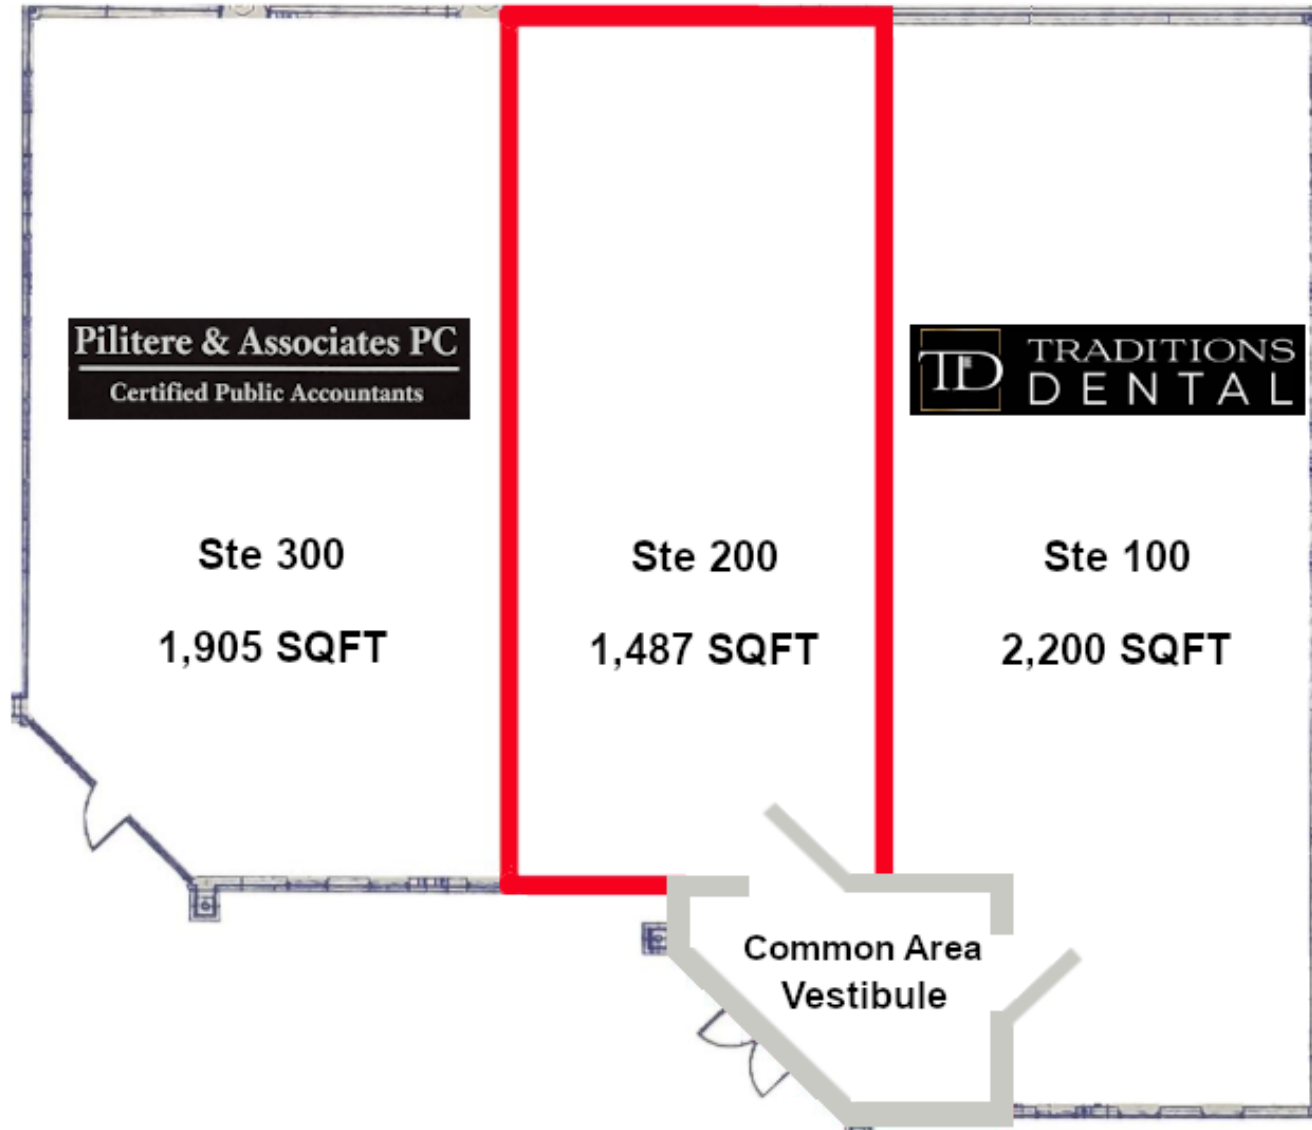 Pilitere & Associates PC
Certified Public Accountants
Ste 300
1,905 SQFT
Ste 200
1,487 SQFT
TD TRADITIONS
DENTAL
Ste 100
2,200 SQFT
Common Area
Vestibule